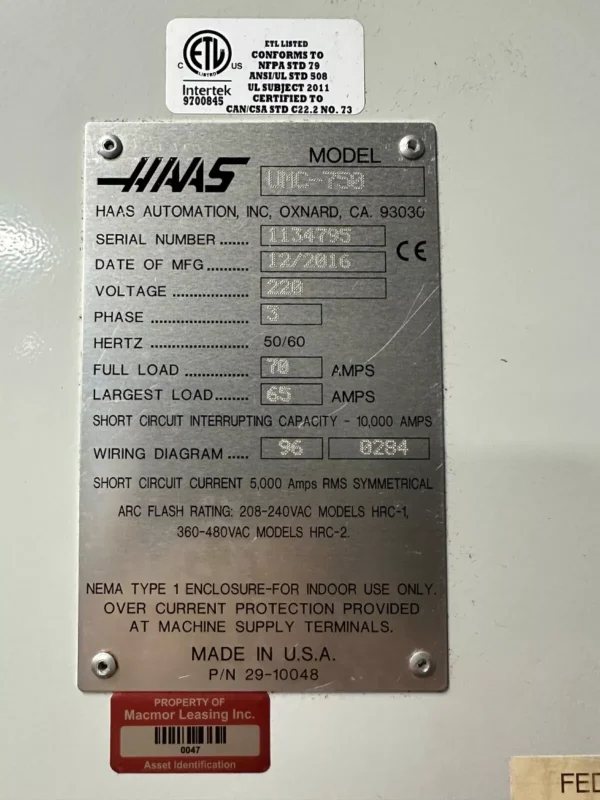 ETL LISTED
CONFORMS TO
NFPA STD 79
ANSI/UL STD 508
UL SUBJECT 2011
CERTIFIED TO
CAN/CSA STD C22.2 NO. 73
C ETL US
LISTED
Intertek
9700845
HAAS MODEL UMC-750
HAAS AUTOMATION, INC, OXNARD, CA. 93030
SERIAL NUMBER ....... 1134795
DATE OF MFG.......... 12/2016 CE
VOLTAGE .................. 220
PHASE ....................... 3
HERTZ ....................... 50/60
FULL LOAD ............... 70 AMPS
LARGEST LOAD........ 65 AMPS
SHORT CIRCUIT INTERRUPTING CAPACITY - 10,000 AMPS
WIRING DIAGRAM ..... 96 0284
SHORT CIRCUIT CURRENT 5,000 Amps RMS SYMMETRICAL
ARC FLASH RATING: 208-240VAC MODELS HRC-1,
360-480VAC MODELS HRC-2.
NEMA TYPE 1 ENCLOSURE-FOR INDOOR USE ONLY.
OVER CURRENT PROTECTION PROVIDED
AT MACHINE SUPPLY TERMINALS.
MADE IN U.S.A.
P/N 29-10048
PROPERTY OF
Macmor Leasing Inc.
0047
Asset Identification
FED